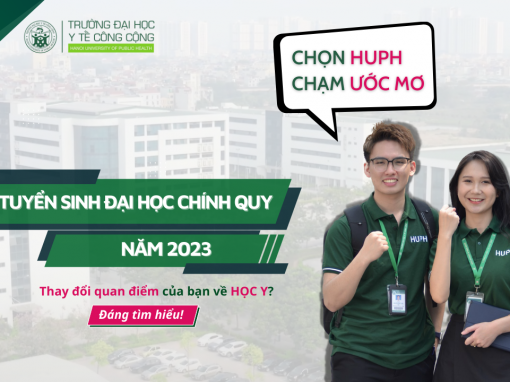 TRƯỜNG ĐẠI HỌC
Y TẾ CÔNG CỘNG
HANOI UNIVERSITY OF PUBLIC HEALTH
CHỌN HUPH
CHẠM ƯỚC MƠ
TUYỂN SINH ĐẠI HỌC CHÍNH QUY
NĂM 2023
Thay đổi quan điểm của bạn về HỌC Y?
Đáng tìm hiểu!
HUPH
HUPH